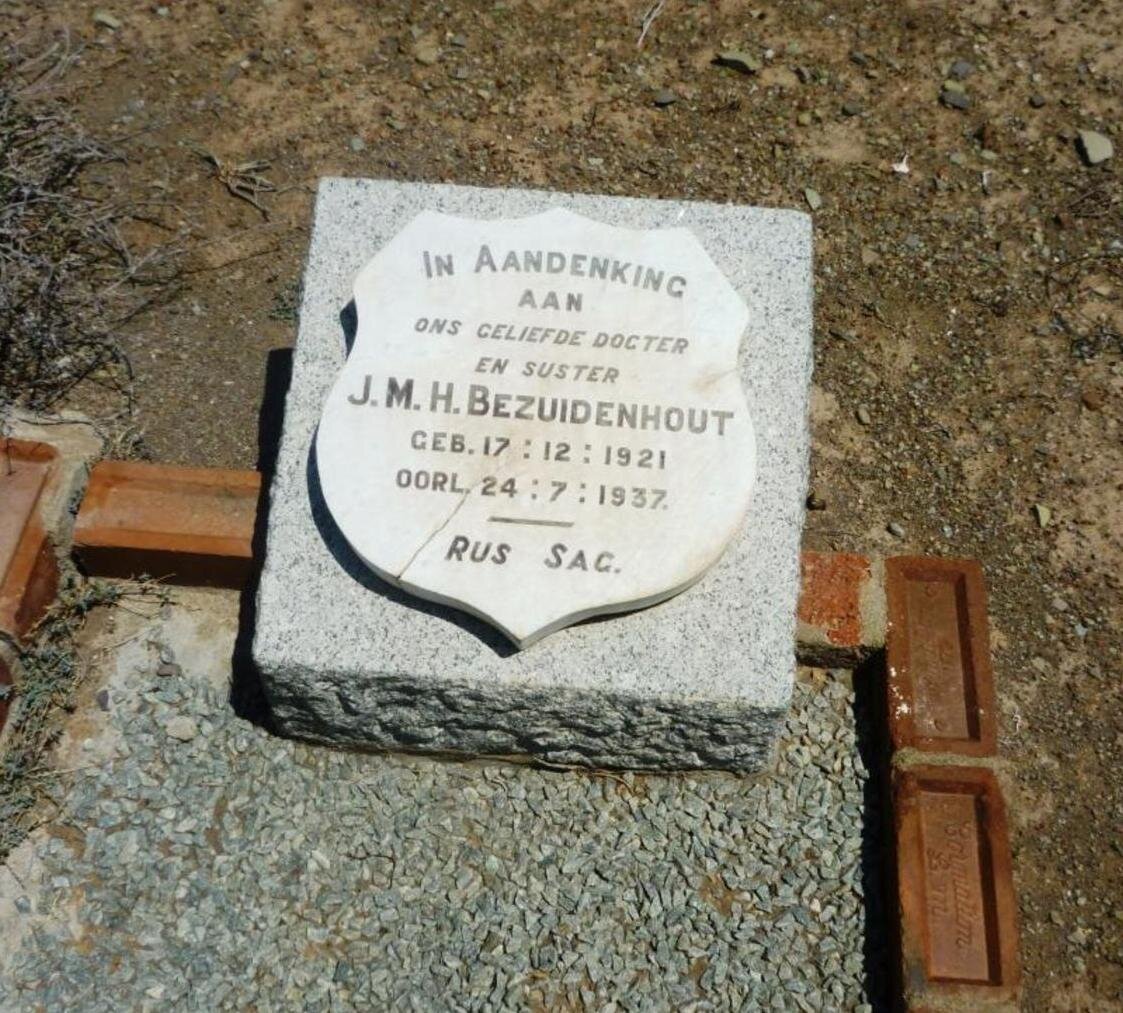 In Aandenking
aan
ons geliefde docter
en suster
J. M. H. Bezuidenhout
Geb. 17 : 12 : 1921
Oorl. 24 : 7 : 1937.
Rus Sag.